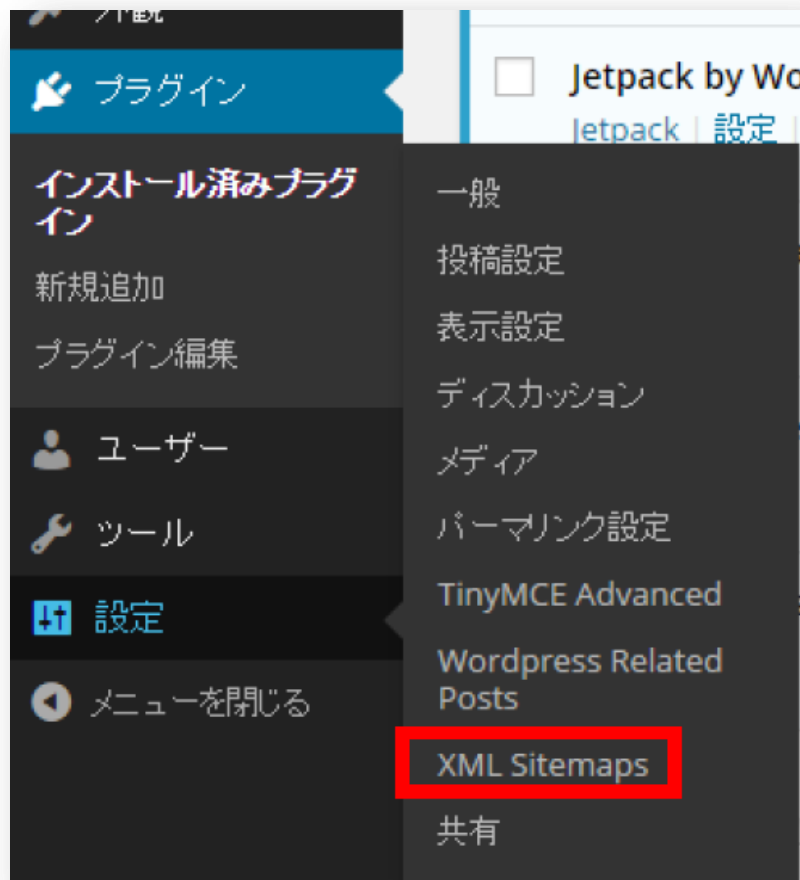 外観
プラグイン
インストール済みプラグ
イン
新規追加
プラグイン編集
ユーザー
ツール
設定
メニューを閉じる
Jetpack by Wo
Jetpack | 設定 |
一般
投稿設定
表示設定
ディスカッション
メディア
パーマリンク設定
TinyMCE Advanced
Wordpress Related
Posts
XML Sitemaps
共有